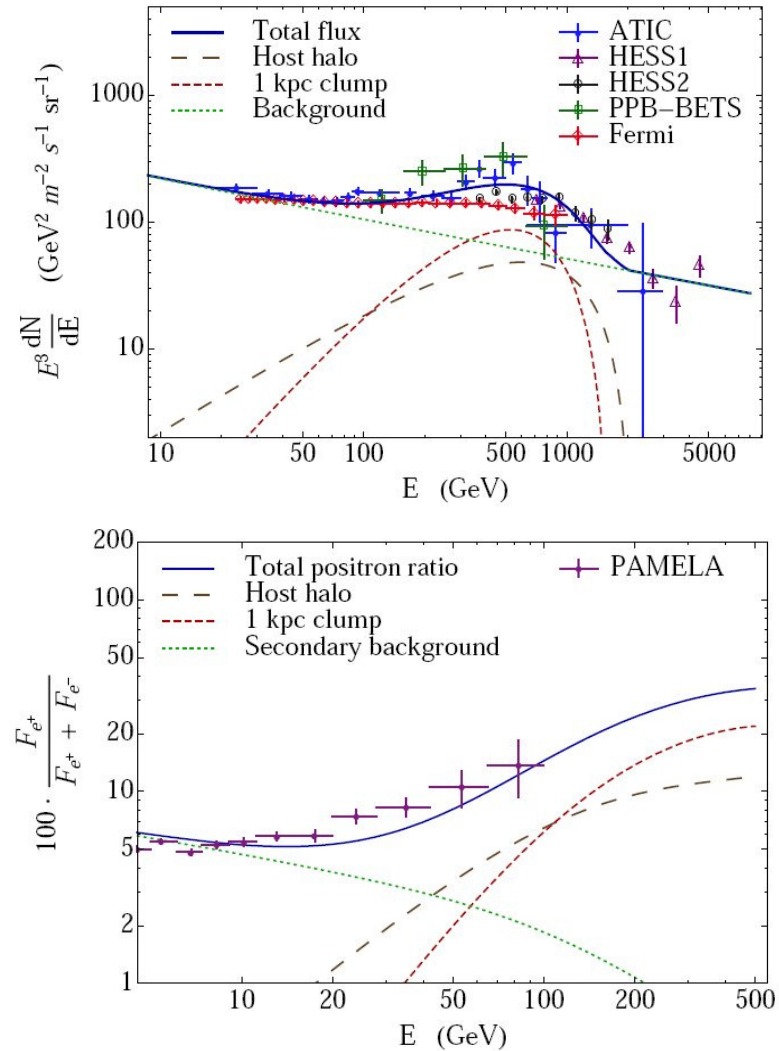 Total flux
Host halo
1 kpc clump
Background
ATIC
HESS1
HESS2
PPB-BETS
Fermi
1000
100
10
E³ dN/dE (GeV² m⁻² s⁻¹ sr⁻¹)
10 50 100 500 1000 5000
E (GeV)
Total positron ratio
Host halo
1 kpc clump
Secondary background
PAMELA
200
100
50
20
10
5
2
1
100 · F_e⁺ / F_e⁺ + F_e⁻
10 20 50 100 200 500
E (GeV)